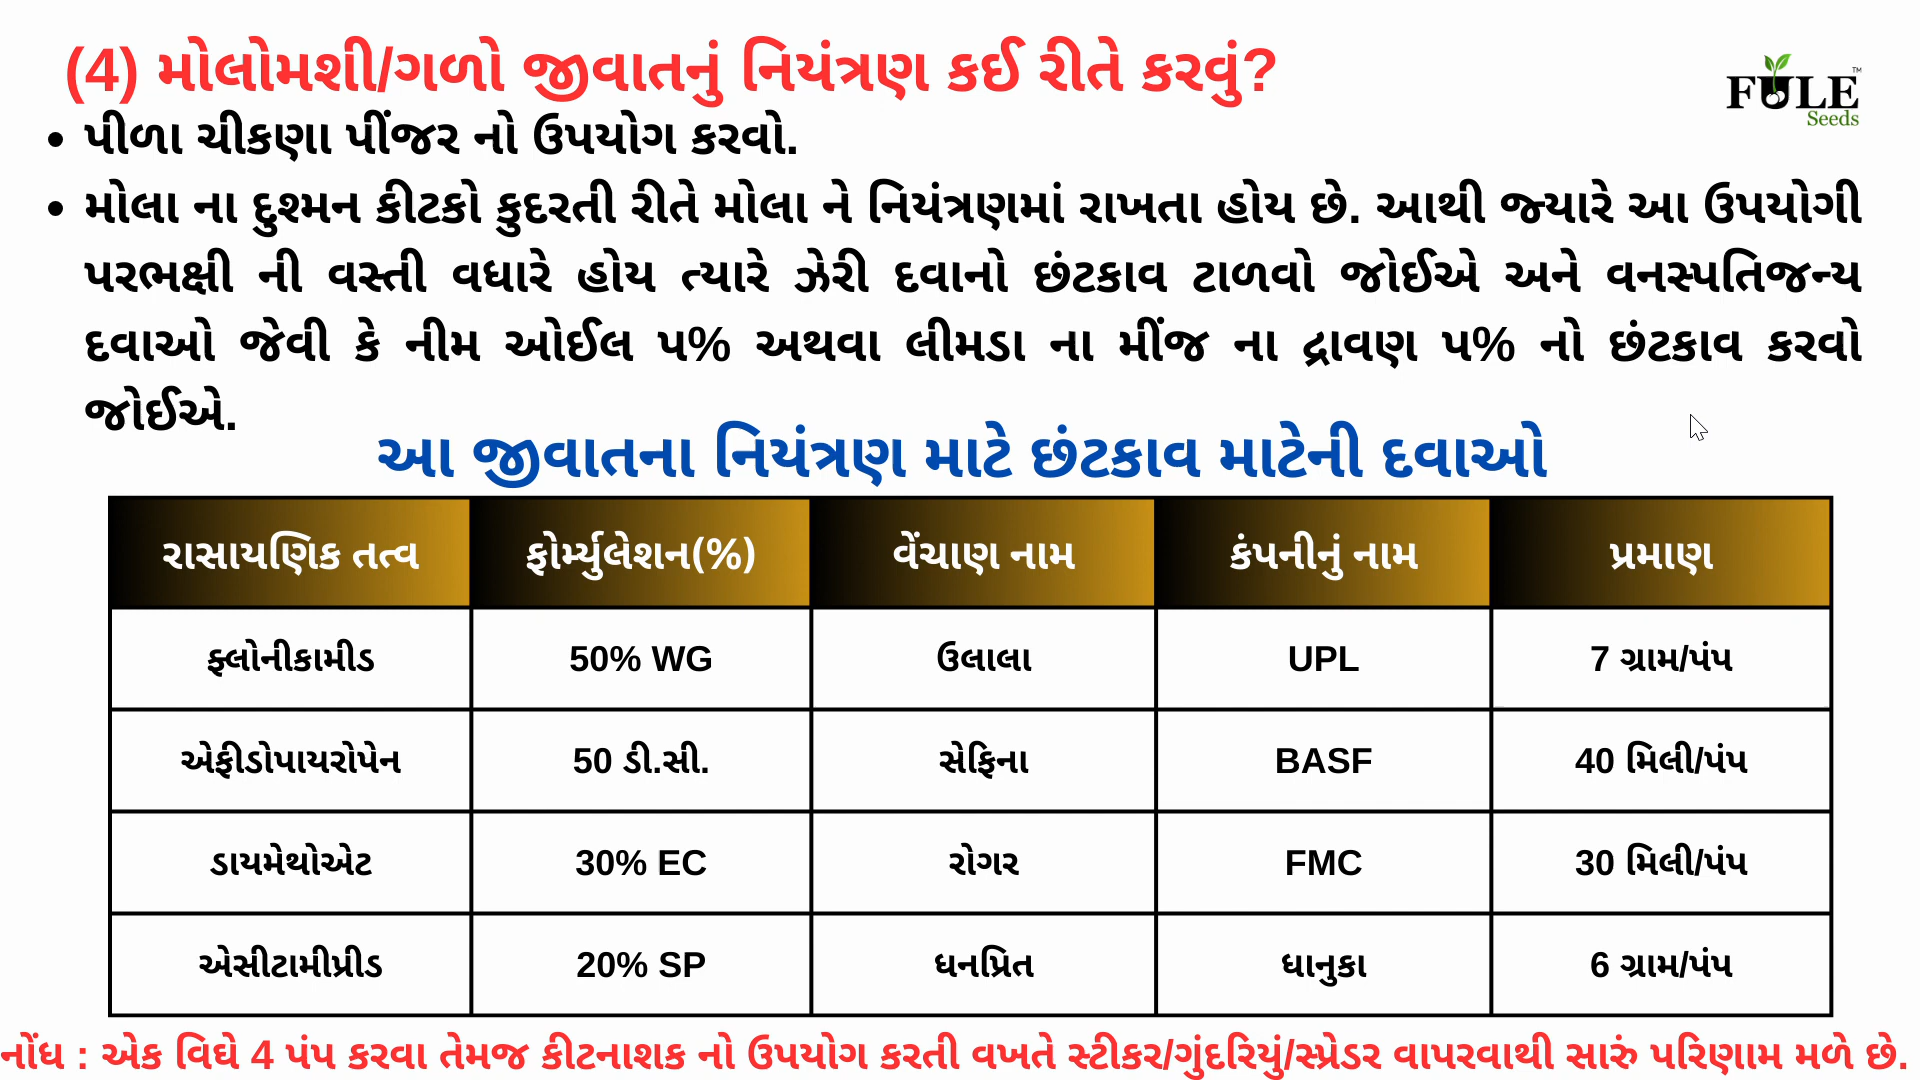 (4) મોલોમશી/ગળો જીવાતનું નિયંત્રણ કઈ રીતે કરવું?
FULE™
Seeds
• પીળા ચીકણા પીંજર નો ઉપયોગ કરવો.
• મોલા ના દુશ્મન કીટકો કુદરતી રીતે મોલા ને નિયંત્રણમાં રાખતા હોય છે. આથી જ્યારે આ ઉપયોગી
પરભક્ષી ની વસ્તી વધારે હોય ત્યારે ઝેરી દવાનો છંટકાવ ટાળવો જોઈએ અને વનસ્પતિજન્ય
દવાઓ જેવી કે નીમ ઓઈલ ૫% અથવા લીમડા ના મીંજ ના દ્રાવણ ૫% નો છંટકાવ કરવો
જોઈએ.
આ જીવાતના નિયંત્રણ માટે છંટકાવ માટેની દવાઓ
રાસાયણિક તત્વ ફોર્મ્યુલેશન(%) વેંચાણ નામ કંપનીનું નામ પ્રમાણ
ફ્લોનીકામીડ 50% WG ઉલાલા UPL 7 ગ્રામ/પંપ
એફીડોપાયરોપેન 50 ડી.સી. સેફિના BASF 40 મિલી/પંપ
ડાયમેથોએટ 30% EC રોગર FMC 30 મિલી/પંપ
એસીટામીપ્રીડ 20% SP ધનપ્રિત ધાનુકા 6 ગ્રામ/પંપ
નોંધ : એક વિઘે 4 પંપ કરવા તેમજ કીટનાશક નો ઉપયોગ કરતી વખતે સ્ટીકર/ગુંદરિયું/સ્પ્રેડર વાપરવાથી સારું પરિણામ મળે છે.